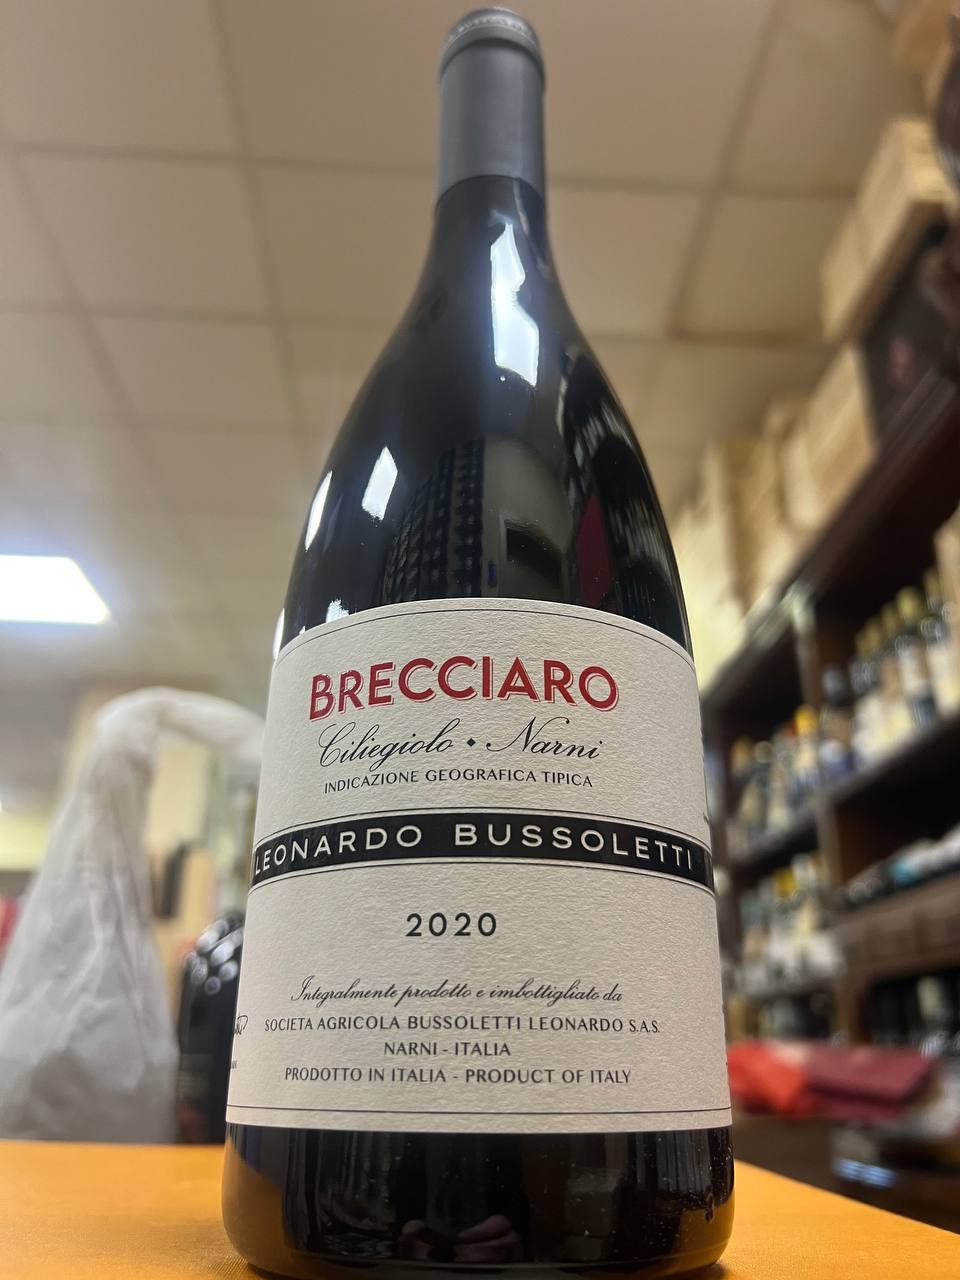 BRECCIARO
Ciliegiolo • Narni
INDICAZIONE GEOGRAFICA TIPICA
LEONARDO BUSSOLETTI
2020
Integralmente prodotto e imbottigliato da
SOCIETA AGRICOLA BUSSOLETTI LEONARDO S.A.S.
NARNI - ITALIA
PRODOTTO IN ITALIA - PRODUCT OF ITALY